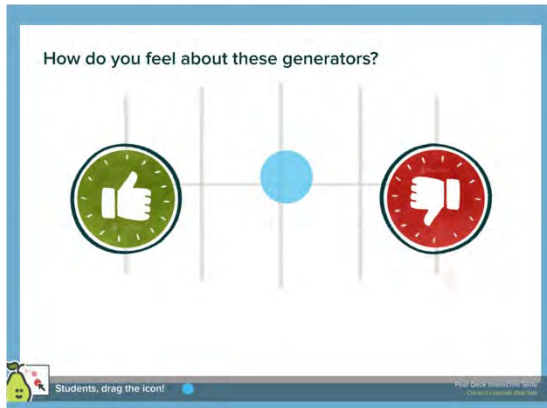 How do you feel about these generators?
Students, drag the icon!
Pear Deck Interactive Slide